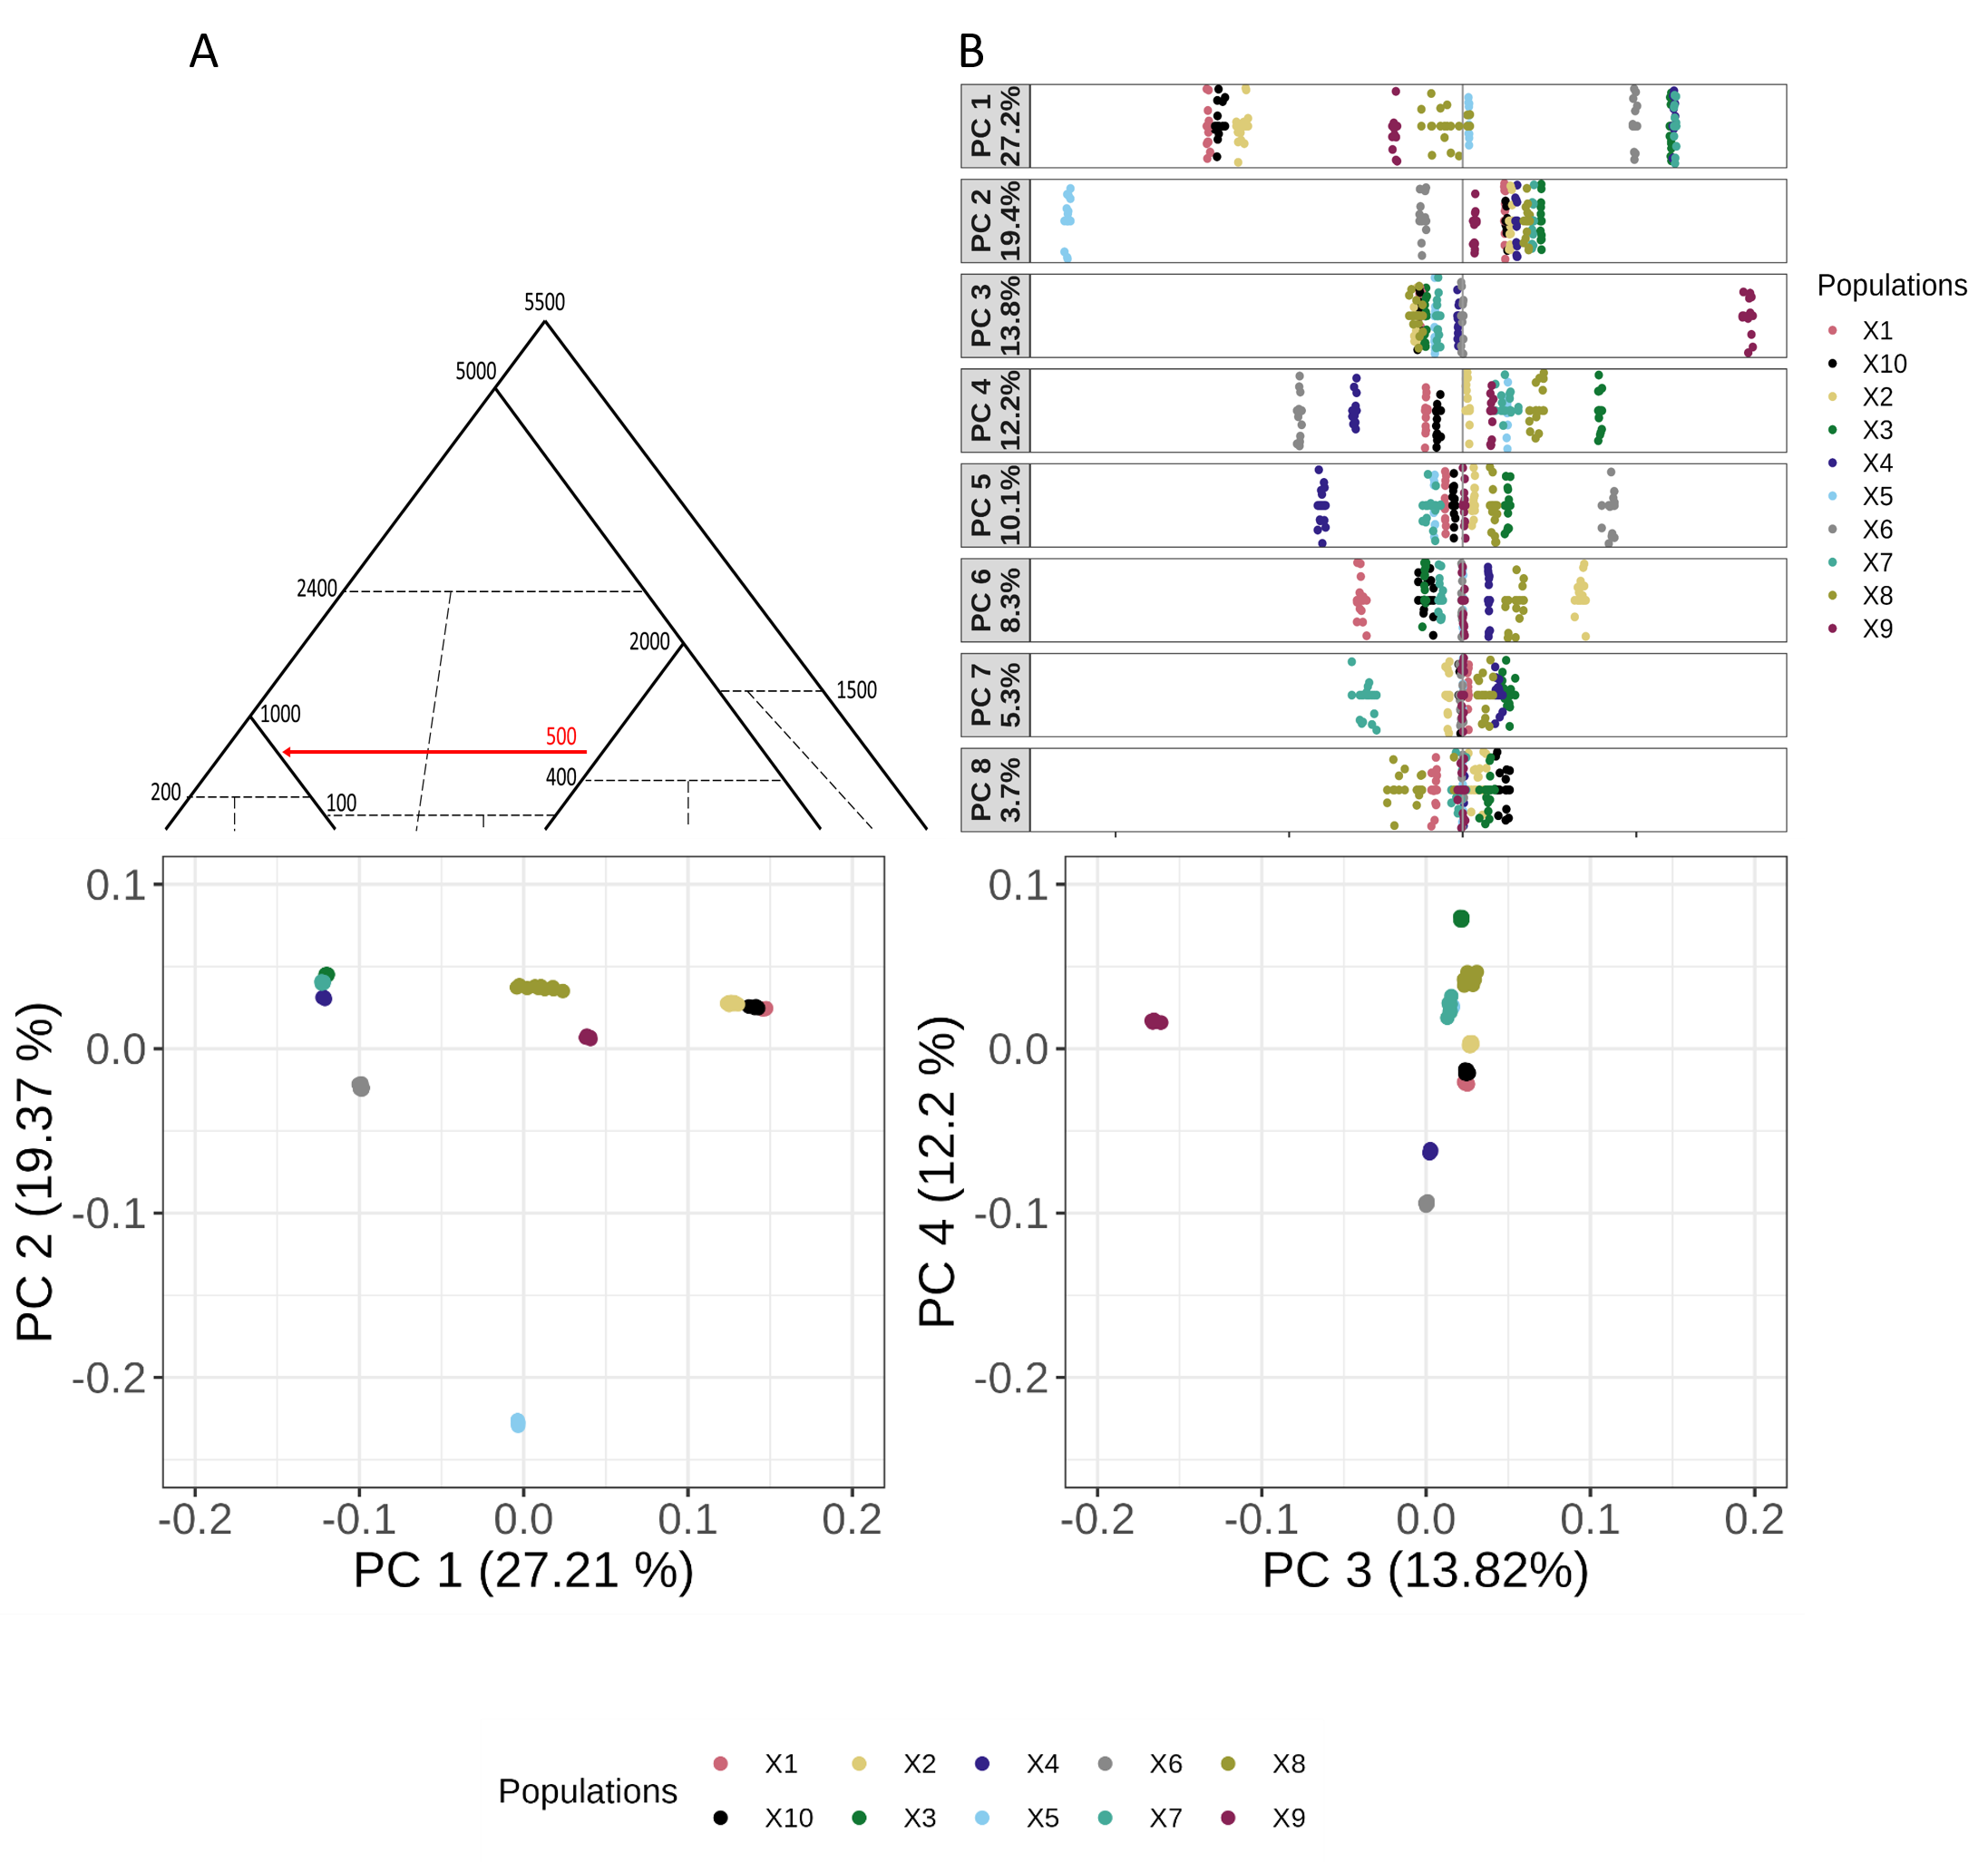 A
B
5500
5000
2400
2000
1500
1000
500
400
200
100
PC 1
27.2%
PC 2
19.4%
PC 3
13.8%
PC 4
12.2%
PC 5
10.1%
PC 6
8.3%
PC 7
5.3%
PC 8
3.7%
Populations
X1
X10
X2
X3
X4
X5
X6
X7
X8
X9
PC 2 (19.37 %)
0.1
0.0
-0.1
-0.2
-0.2 -0.1 0.0 0.1 0.2
PC 1 (27.21 %)
PC 4 (12.2 %)
0.1
0.0
-0.1
-0.2
-0.2 -0.1 0.0 0.1 0.2
PC 3 (13.82%)
Populations
X1 X2 X4 X6 X8
X10 X3 X5 X7 X9